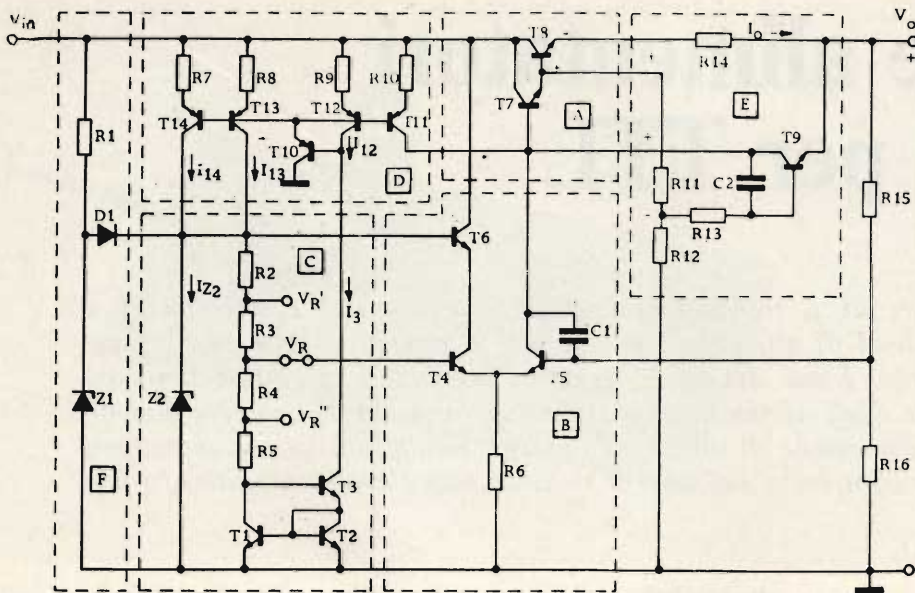 Vin
Vo
+
T8
-
Io
R14
R7
R8
R9
R10
+
T7
A
E
T9
T14
T13
T12
T11
R1
T10
I12
+
I14
I13
D
R11
C2
R15
D1
T6
R13
C
R12
R2
IZ2
VR'
I3
R3
C1
VR
T4
R4
Z1
Z2
VR"
B
R5
R16
R6
F
T3
T1
T2